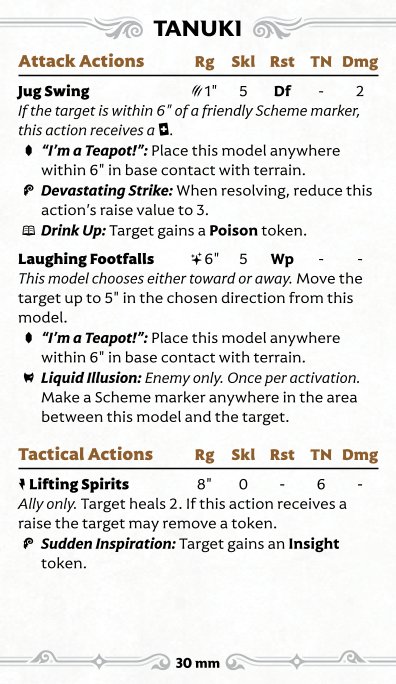 TANUKI
Attack Actions Rg Skl Rst TN Dmg
Jug Swing 1" 5 Df - 2
If the target is within 6" of a friendly Scheme marker,
this action receives a .
“I’m a Teapot!”: Place this model anywhere
within 6" in base contact with terrain.
Devastating Strike: When resolving, reduce this
action’s raise value to 3.
Drink Up: Target gains a Poison token.
Laughing Footfalls 6" 5 Wp - -
This model chooses either toward or away. Move the
target up to 5" in the chosen direction from this
model.
“I’m a Teapot!”: Place this model anywhere
within 6" in base contact with terrain.
Liquid Illusion: Enemy only. Once per activation.
Make a Scheme marker anywhere in the area
between this model and the target.
Tactical Actions Rg Skl Rst TN Dmg
Lifting Spirits 8" 0 - 6 -
Ally only. Target heals 2. If this action receives a
raise the target may remove a token.
Sudden Inspiration: Target gains an Insight
token.
30 mm